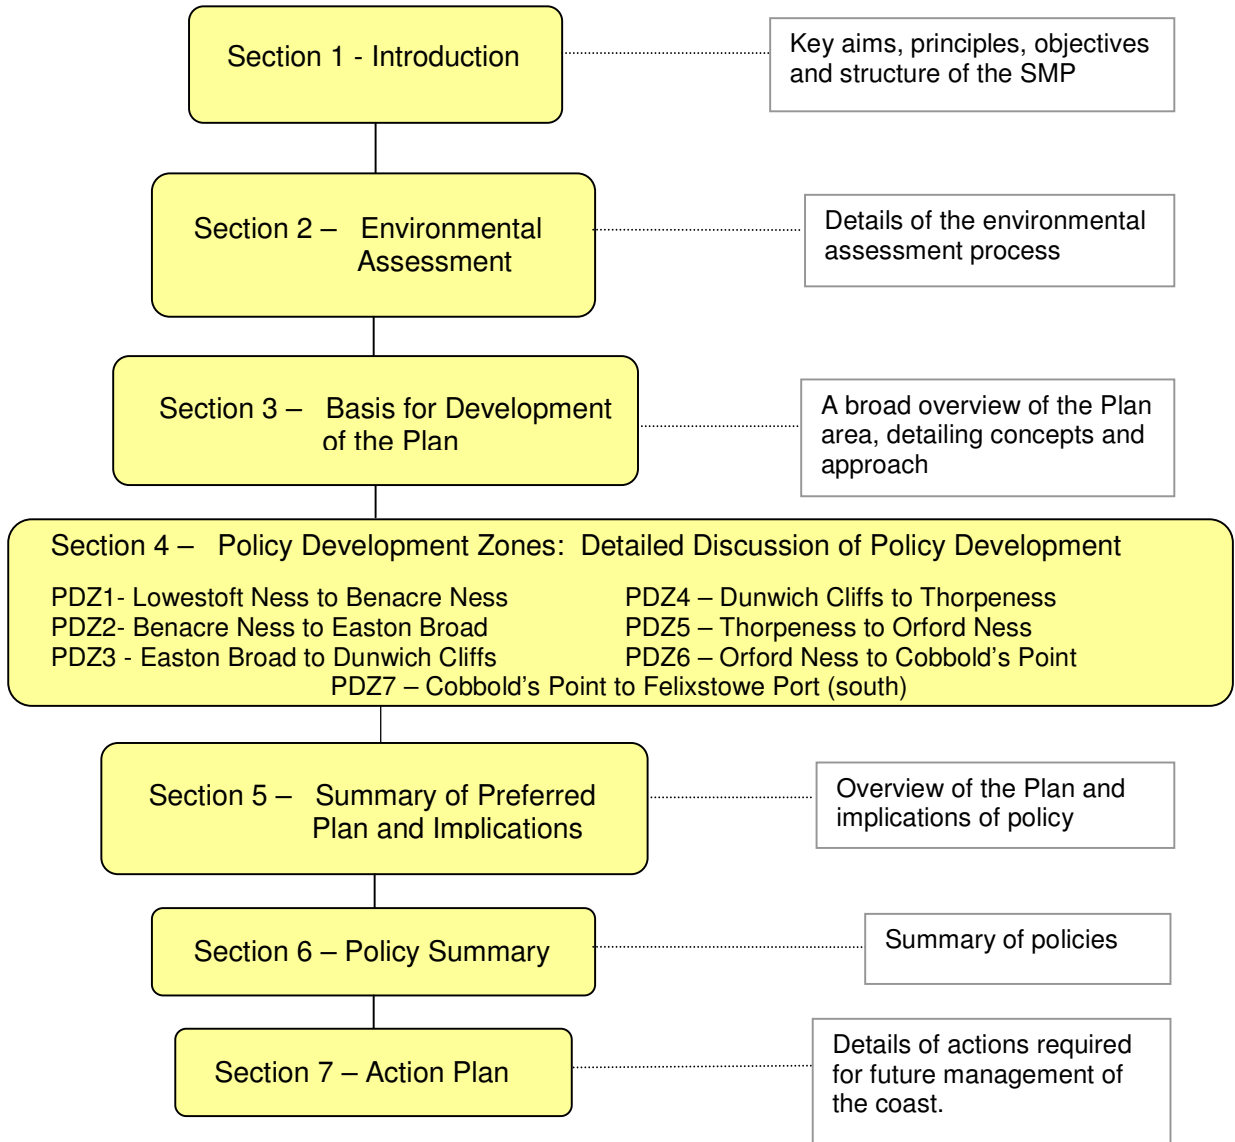 Section 1 - Introduction
Key aims, principles, objectives
and structure of the SMP
Section 2 –   Environmental
Assessment
Details of the environmental
assessment process
Section 3 –   Basis for Development
of the Plan
A broad overview of the Plan
area, detailing concepts and
approach
Section 4 –   Policy Development Zones:  Detailed Discussion of Policy Development
PDZ1- Lowestoft Ness to Benacre Ness
PDZ2- Benacre Ness to Easton Broad
PDZ3 - Easton Broad to Dunwich Cliffs
PDZ4 – Dunwich Cliffs to Thorpeness
PDZ5 – Thorpeness to Orford Ness
PDZ6 – Orford Ness to Cobbold's Point
PDZ7 – Cobbold's Point to Felixstowe Port (south)
Section 5 –   Summary of Preferred
Plan and Implications
Overview of the Plan and
implications of policy
Section 6 – Policy Summary
Summary of policies
Section 7 – Action Plan
Details of actions required
for future management of
the coast.